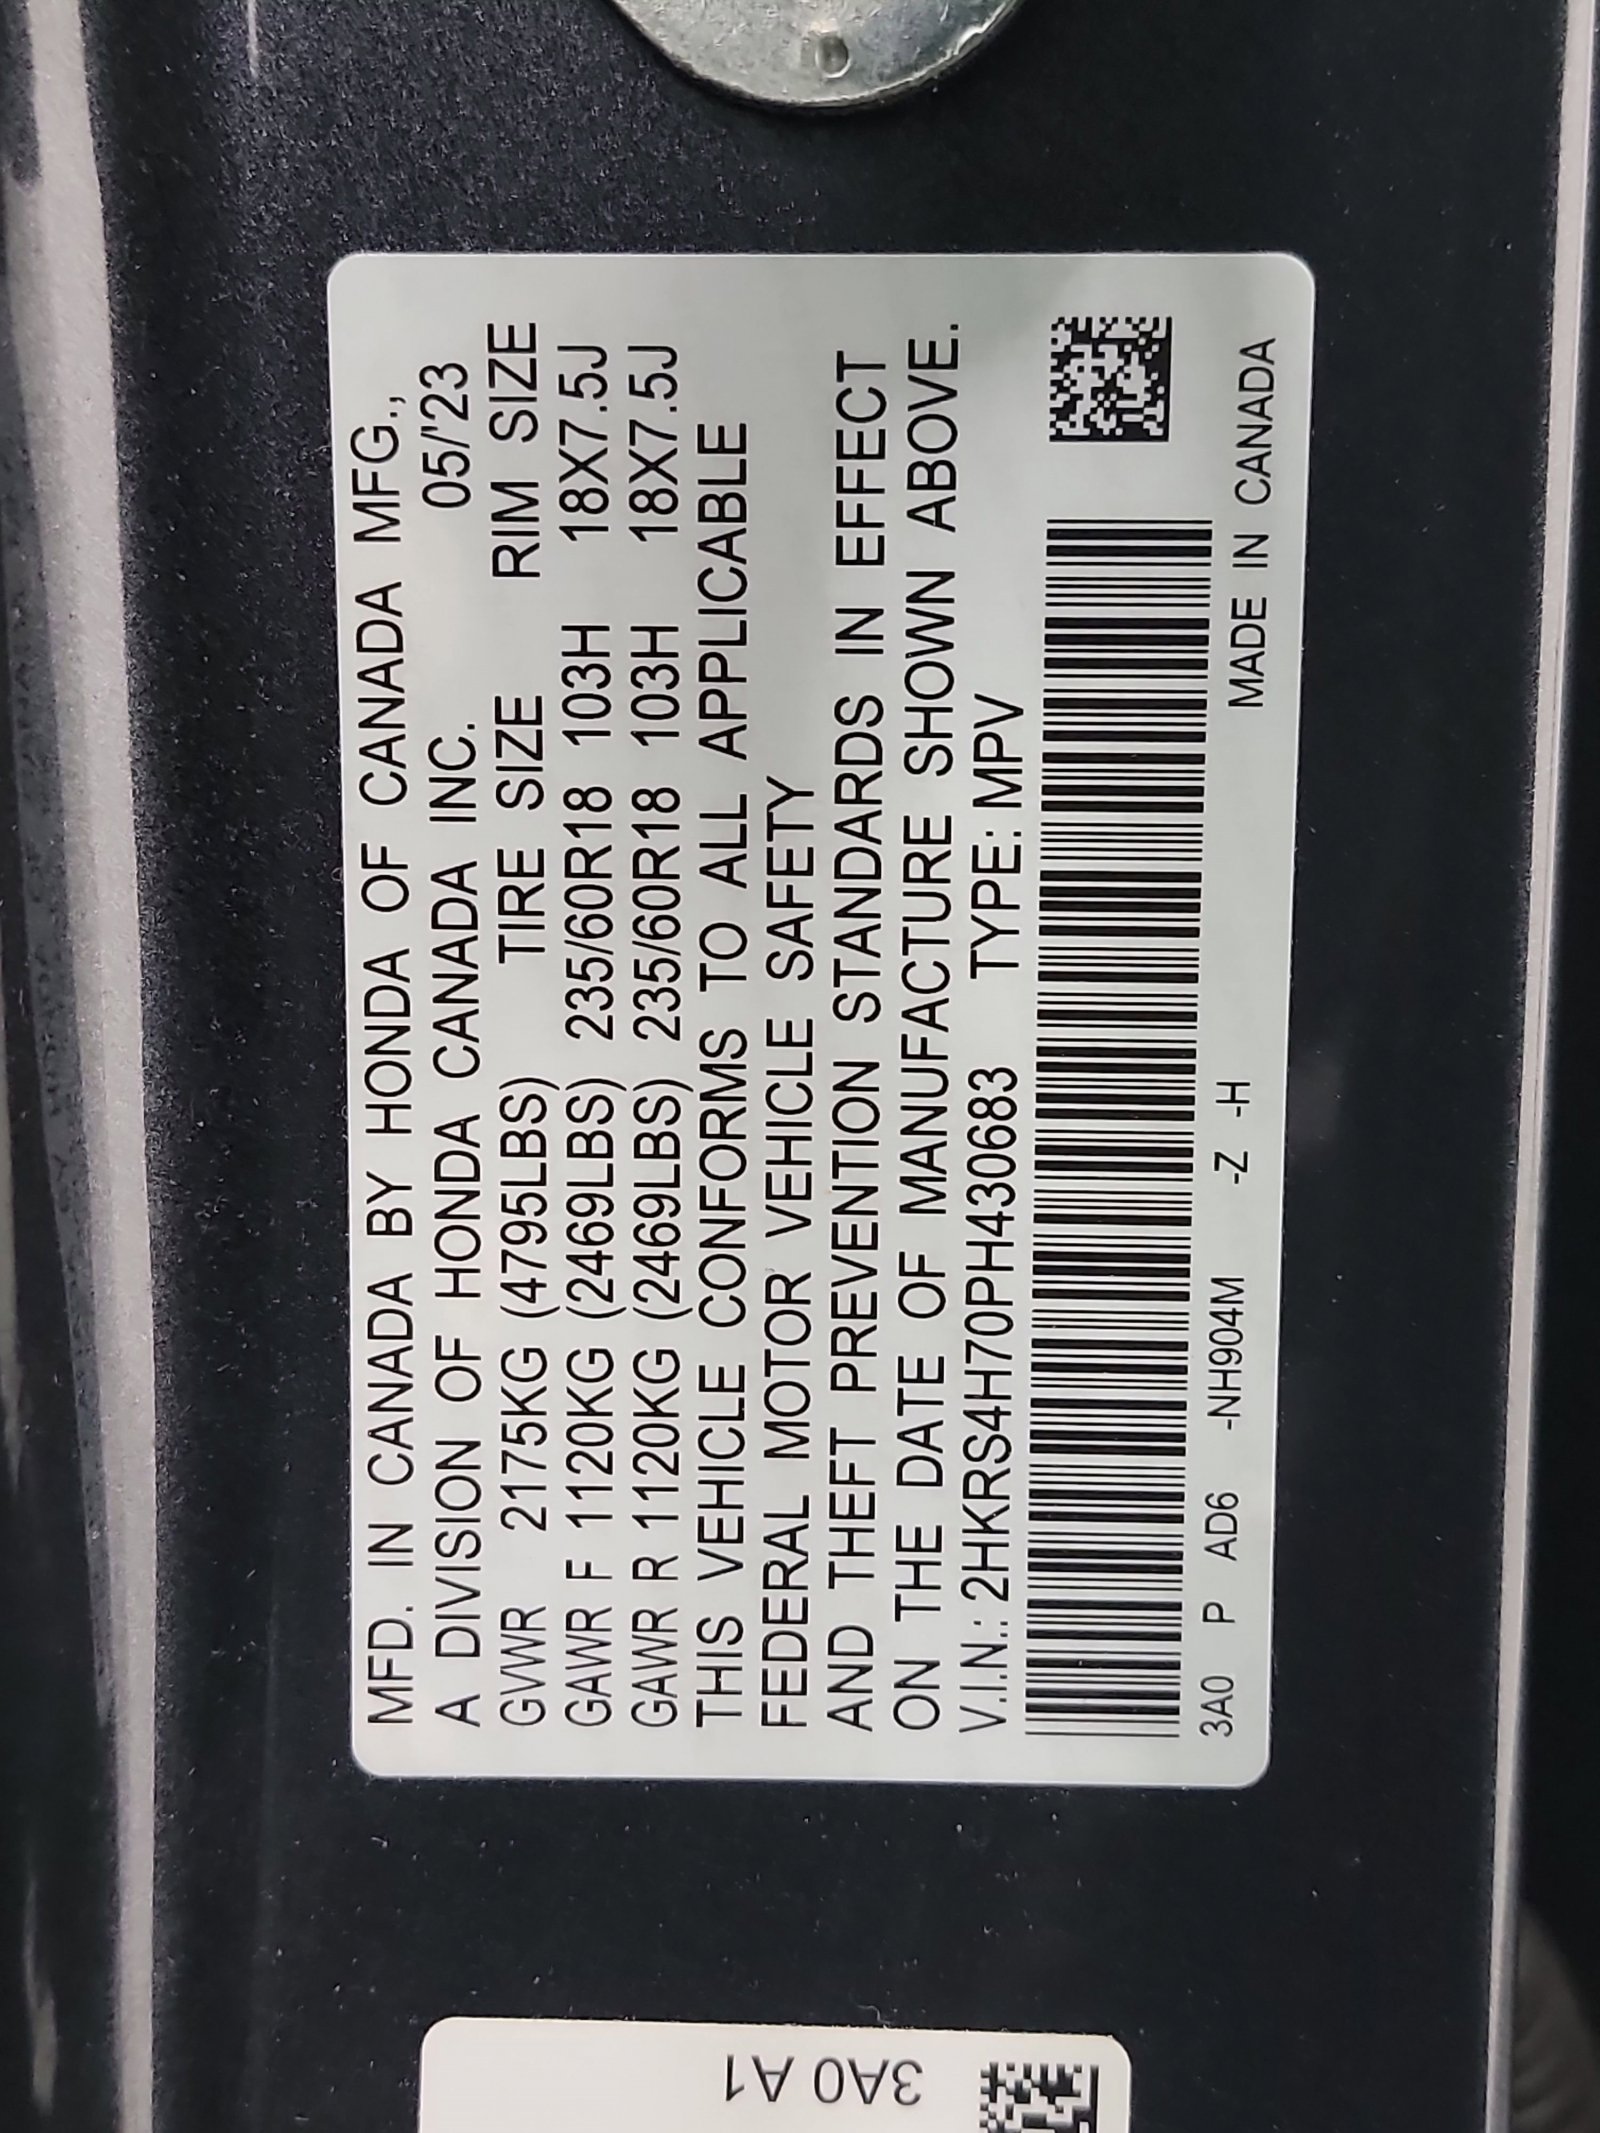 MFD. IN CANADA BY HONDA OF CANADA MFG.,
A DIVISION OF HONDA CANADA INC. 05/'23
GVWR 2175KG (4795LBS) TIRE SIZE RIM SIZE
GAWR F 1120KG (2469LBS) 235/60R18 103H 18X7.5J
GAWR R 1120KG (2469LBS) 235/60R18 103H 18X7.5J
THIS VEHICLE CONFORMS TO ALL APPLICABLE
FEDERAL MOTOR VEHICLE SAFETY
AND THEFT PREVENTION STANDARDS IN EFFECT
ON THE DATE OF MANUFACTURE SHOWN ABOVE.
V.I.N.: 2HKRS4H70PH430683 TYPE: MPV
3A0 P AD6 -NH904M -Z -H MADE IN CANADA
3A0 A1